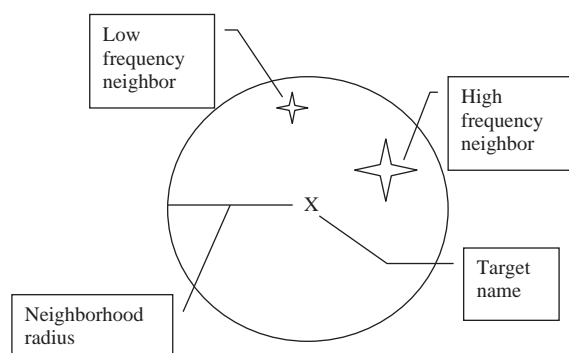 Low
frequency
neighbor
High
frequency
neighbor
X
Target
name
Neighborhood
radius